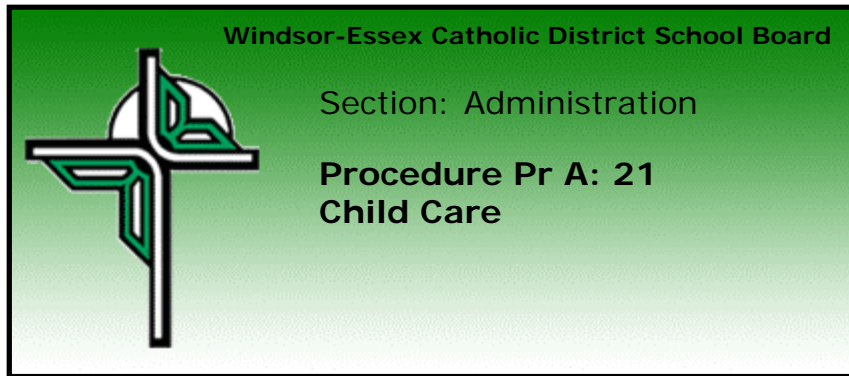 Windsor-Essex Catholic District School Board
Section: Administration
Procedure Pr A: 21
Child Care